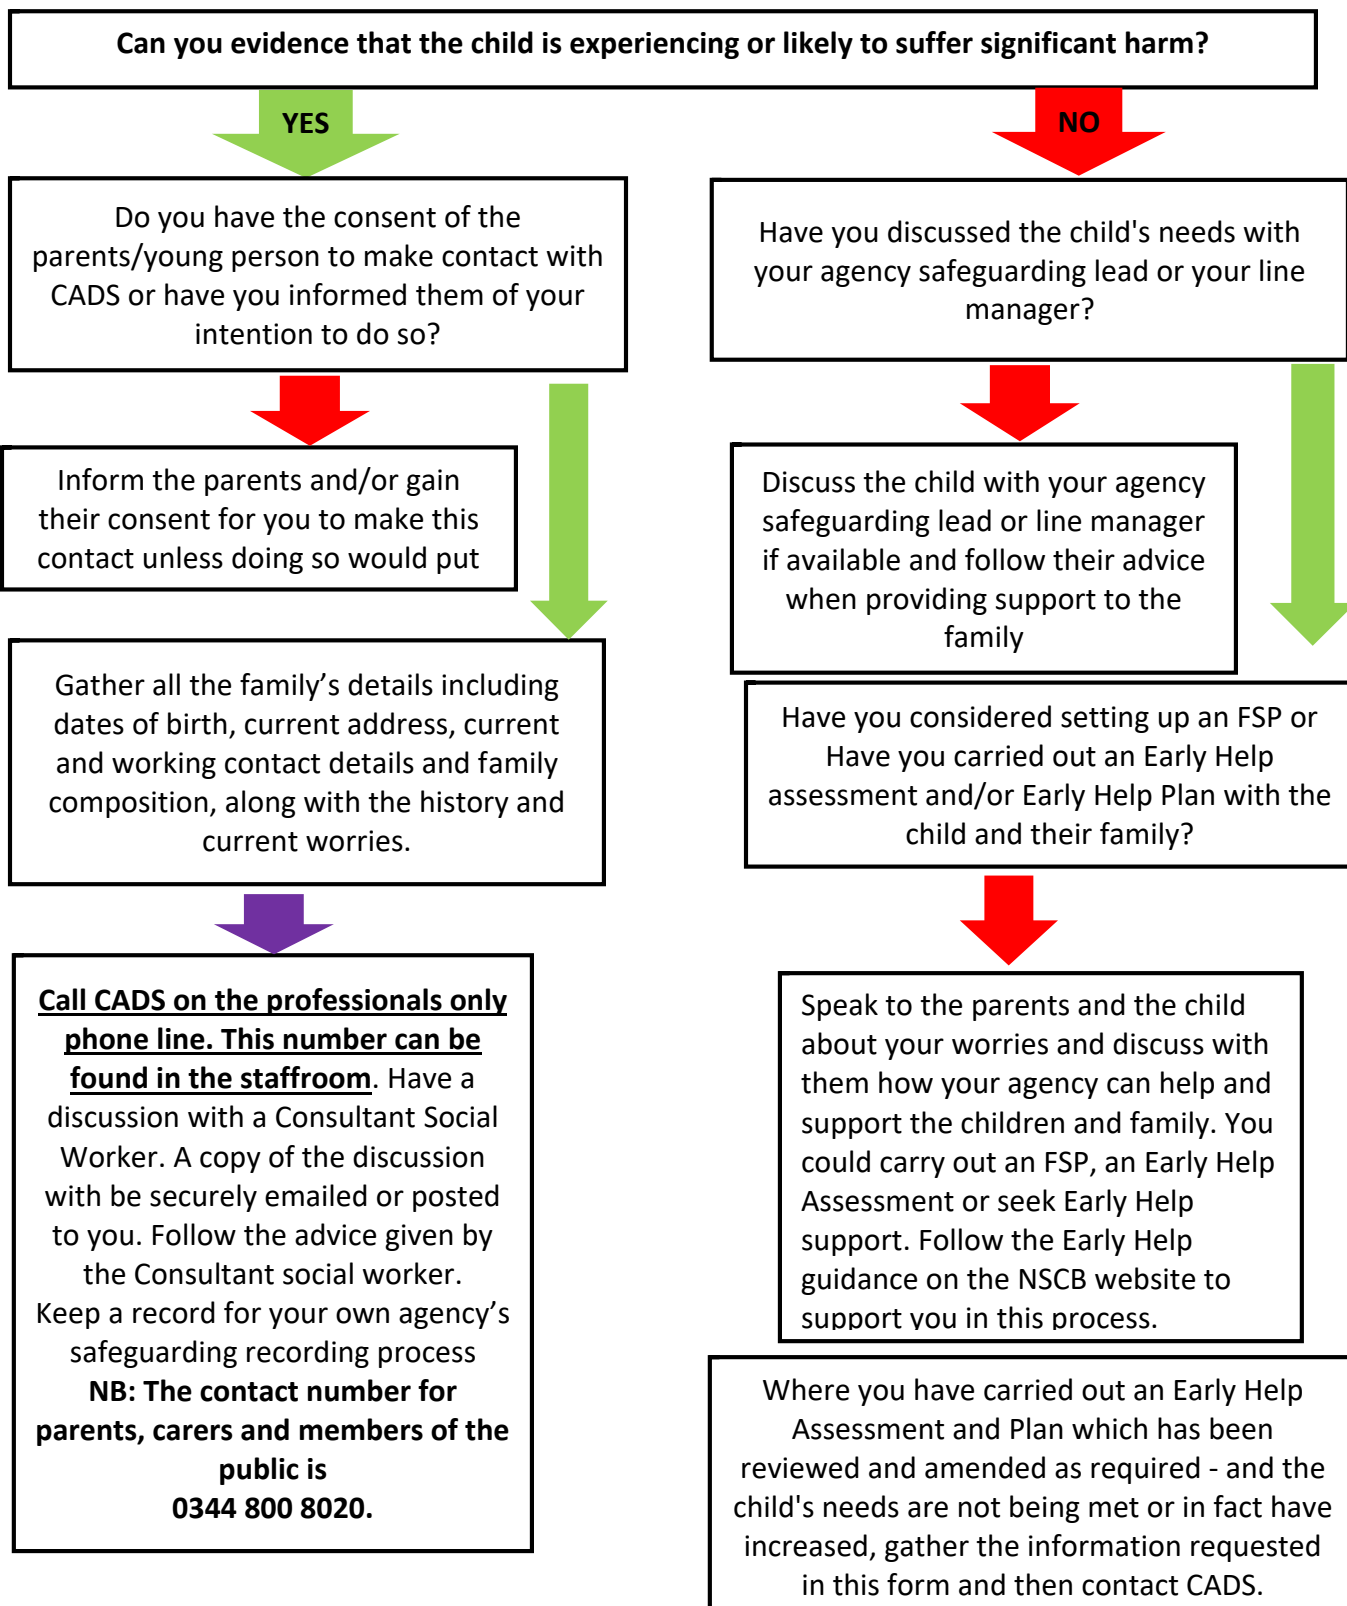 Can you evidence that the child is experiencing or likely to suffer significant harm?
YES
NO
Do you have the consent of the
parents/young person to make contact with
CADS or have you informed them of your
intention to do so?
Inform the parents and/or gain
their consent for you to make this
contact unless doing so would put
Gather all the family’s details including
dates of birth, current address, current
and working contact details and family
composition, along with the history and
current worries.
Call CADS on the professionals only
phone line. This number can be
found in the staffroom. Have a
discussion with a Consultant Social
Worker. A copy of the discussion
with be securely emailed or posted
to you. Follow the advice given by
the Consultant social worker.
Keep a record for your own agency’s
safeguarding recording process
NB: The contact number for
parents, carers and members of the
public is
0344 800 8020.
Have you discussed the child's needs with
your agency safeguarding lead or your line
manager?
Discuss the child with your agency
safeguarding lead or line manager
if available and follow their advice
when providing support to the
family
Have you considered setting up an FSP or
Have you carried out an Early Help
assessment and/or Early Help Plan with the
child and their family?
Speak to the parents and the child
about your worries and discuss with
them how your agency can help and
support the children and family. You
could carry out an FSP, an Early Help
Assessment or seek Early Help
support. Follow the Early Help
guidance on the NSCB website to
support you in this process.
Where you have carried out an Early Help
Assessment and Plan which has been
reviewed and amended as required - and the
child's needs are not being met or in fact have
increased, gather the information requested
in this form and then contact CADS.